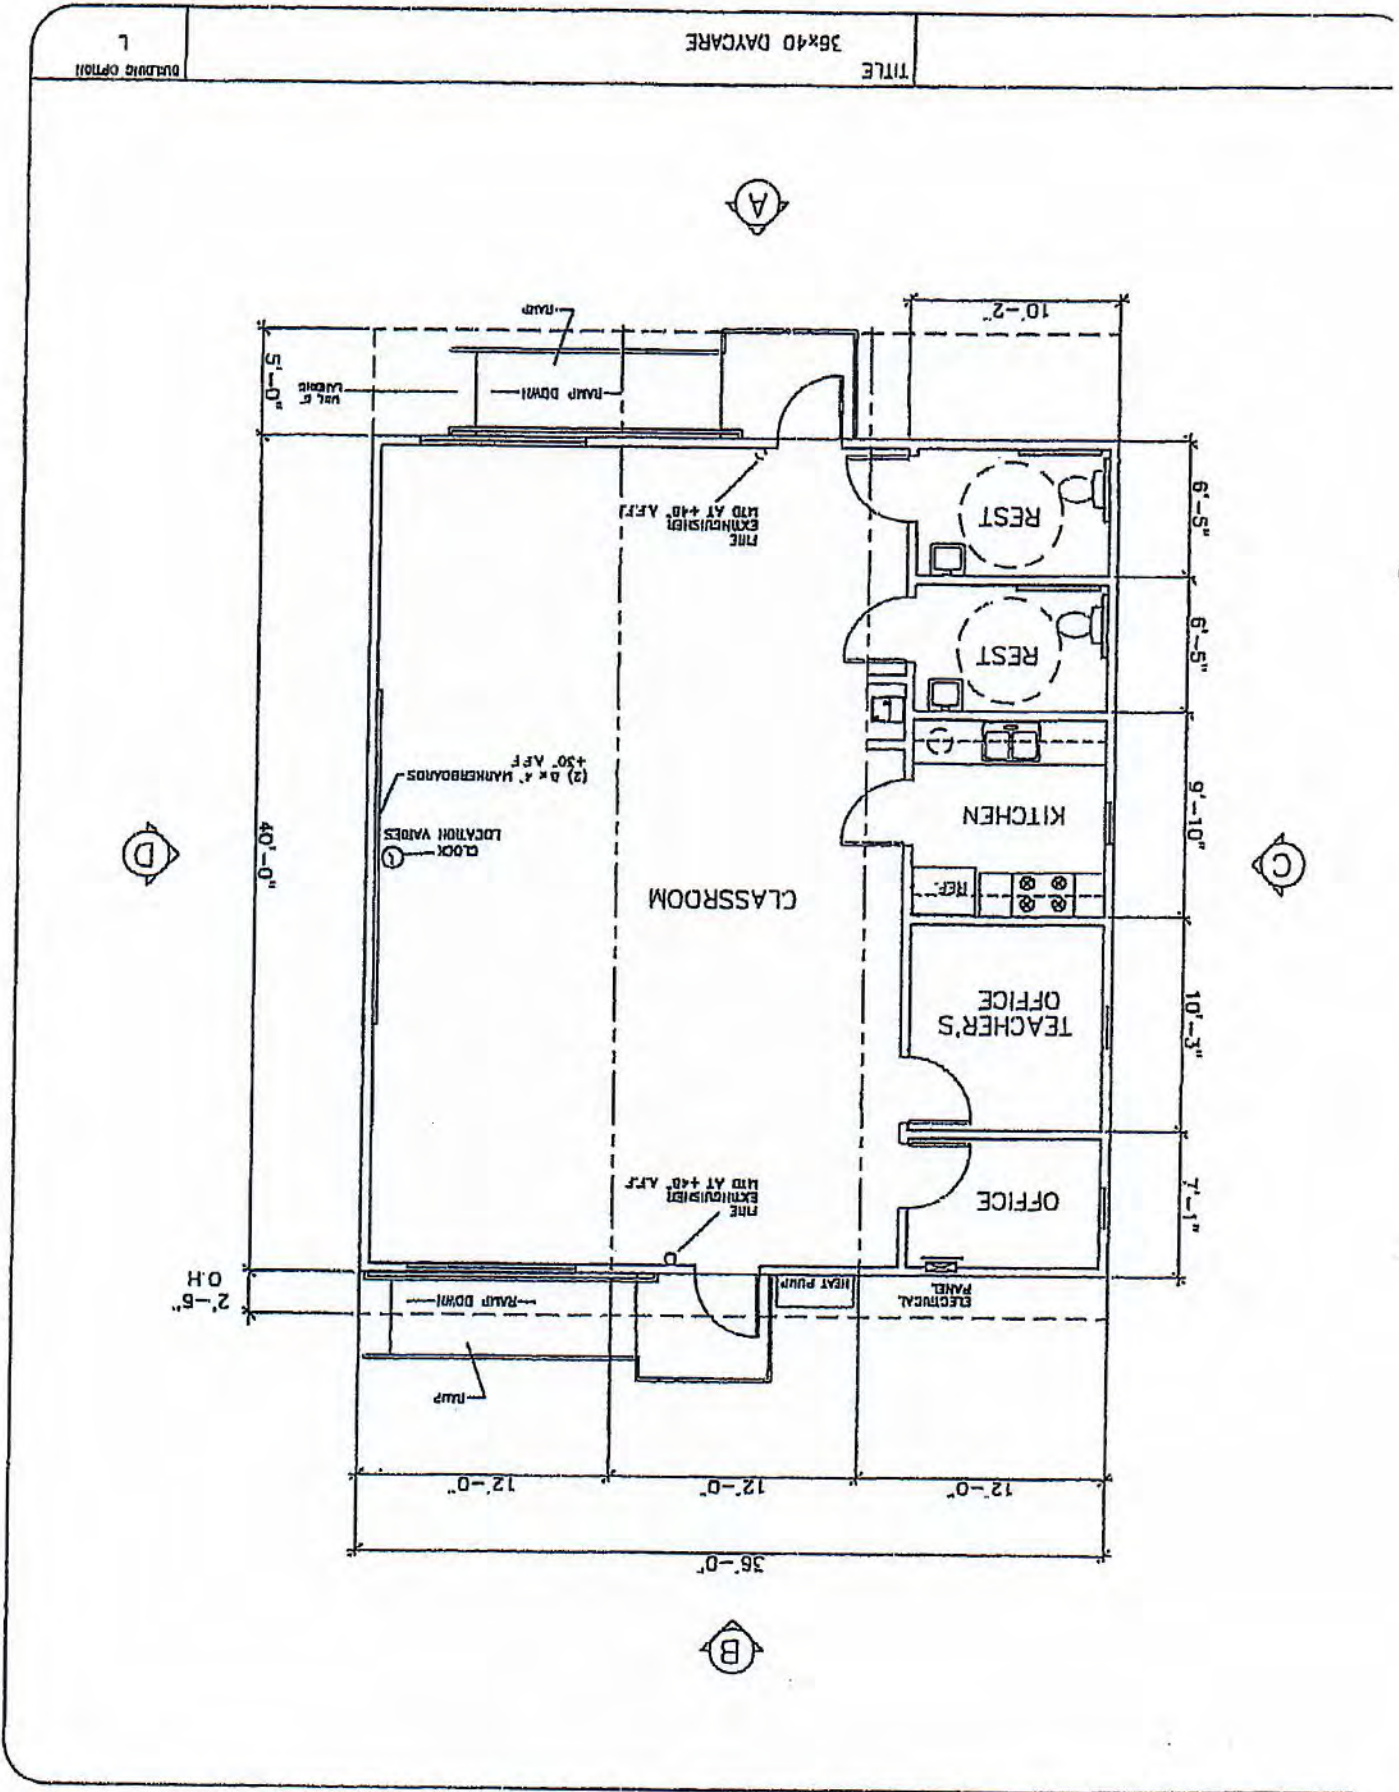 B
36'-0"
12'-0"
12'-0"
12'-0"
RAMP
ELECTRICAL
PANEL
HEAT PUMP
RAMP DOWN
2'-6"
O.H
7'-1"
OFFICE
FIRE
EXTINGUISHER
MTD AT +48" A.F.F
10'-3"
TEACHER'S
OFFICE
CLASSROOM
REF.
C
9'-10"
KITCHEN
CLOCK
LOCATION VARIES
(2) 8'x 4' MARKERBOARDS
+30" A.F.F
40'-0"
D
6'-5"
REST
6'-5"
REST
FIRE
EXTINGUISHER
MTD AT +48" A.F.F
RAMP DOWN
LANDING
5'-0"
10'-2"
RAMP
A
TITLE
36x40 DAYCARE
BUILDING OPTION
L